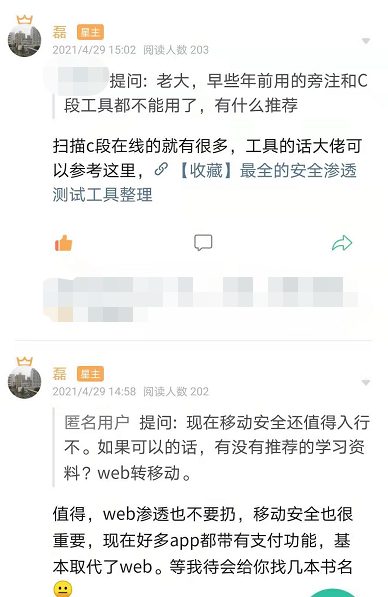 磊 星主
2021/4/29 15:02 阅读人数 203
提问: 老大，早些年前用的旁注和C
段工具都不能用了，有什么推荐
扫描c段在线的就有很多，工具的话大佬可
以参考这里，【收藏】最全的安全渗透
测试工具整理
磊 星主
2021/4/29 14:58 阅读人数 202
匿名用户 提问: 现在移动安全还值得入行
不。如果可以的话，有没有推荐的学习资
料？web转移动。
值得，web渗透也不要扔，移动安全也很
重要，现在好多app都带有支付功能，基
本取代了web。等我待会给你找几本书名